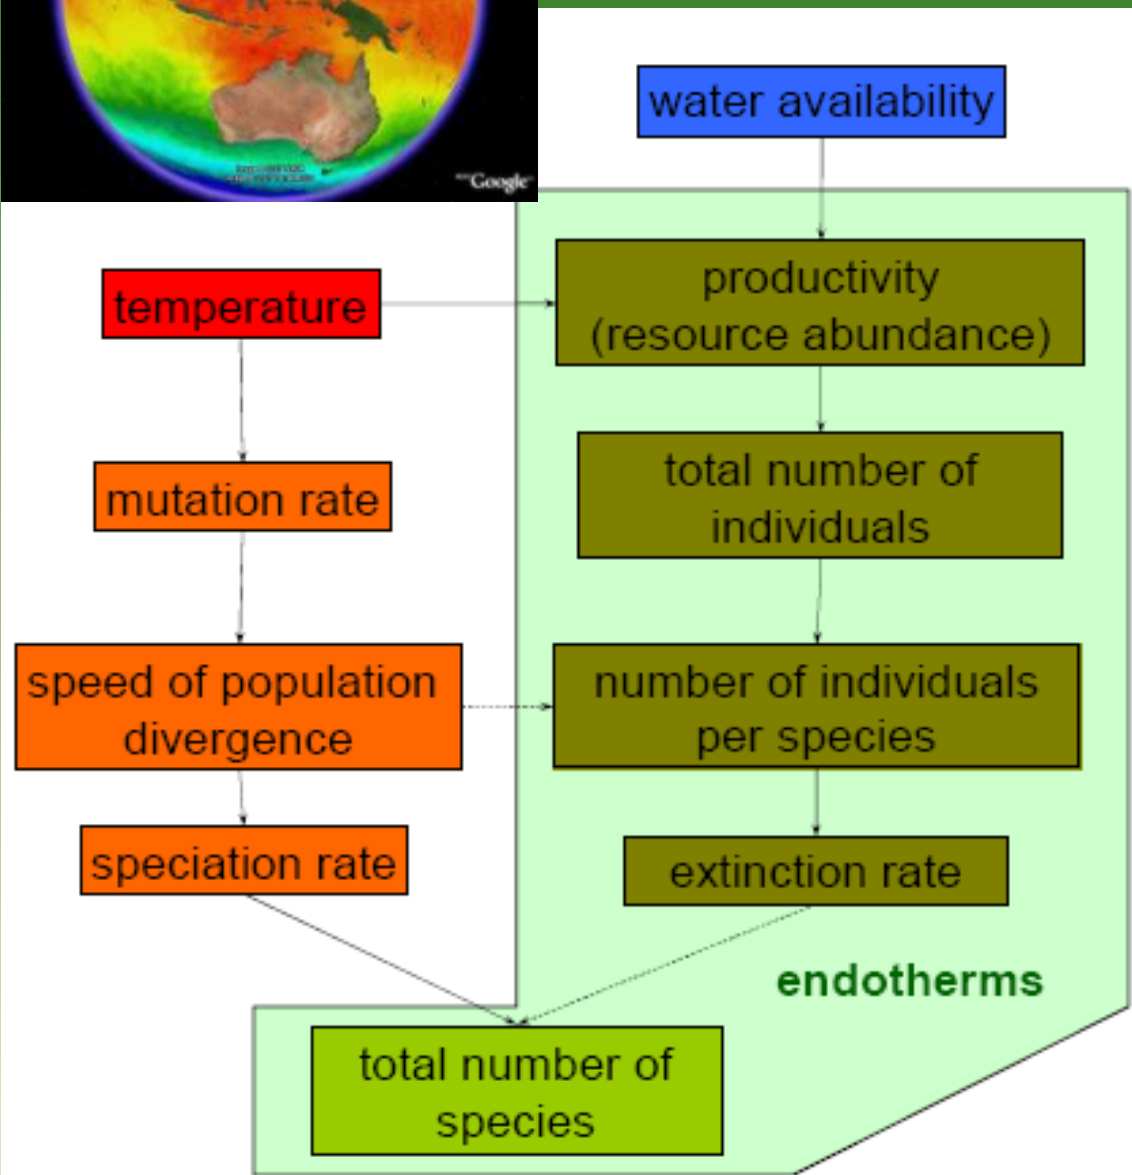 Google
water availability
temperature
productivity
(resource abundance)
mutation rate
total number of
individuals
speed of population
divergence
number of individuals
per species
speciation rate
extinction rate
endotherms
total number of
species